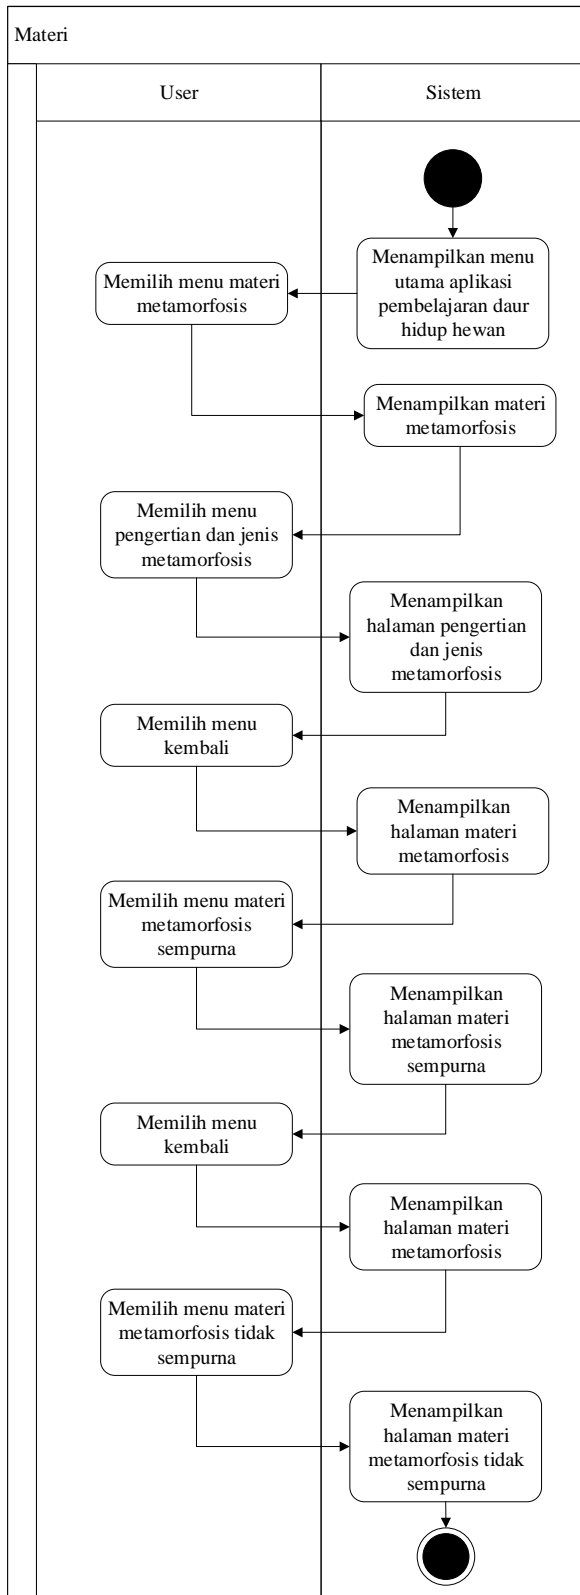 Materi
User
Sistem
Menampilkan menu
utama aplikasi
pembelajaran daur
hidup hewan
Memilih menu materi
metamorfosis
Menampilkan materi
metamorfosis
Memilih menu
pengertian dan jenis
metamorfosis
Menampilkan
halaman pengertian
dan jenis
metamorfosis
Memilih menu
kembali
Menampilkan
halaman materi
metamorfosis
Memilih menu materi
metamorfosis
sempurna
Menampilkan
halaman materi
metamorfosis
sempurna
Memilih menu
kembali
Menampilkan
halaman materi
metamorfosis
Memilih menu materi
metamorfosis tidak
sempurna
Menampilkan
halaman materi
metamorfosis tidak
sempurna